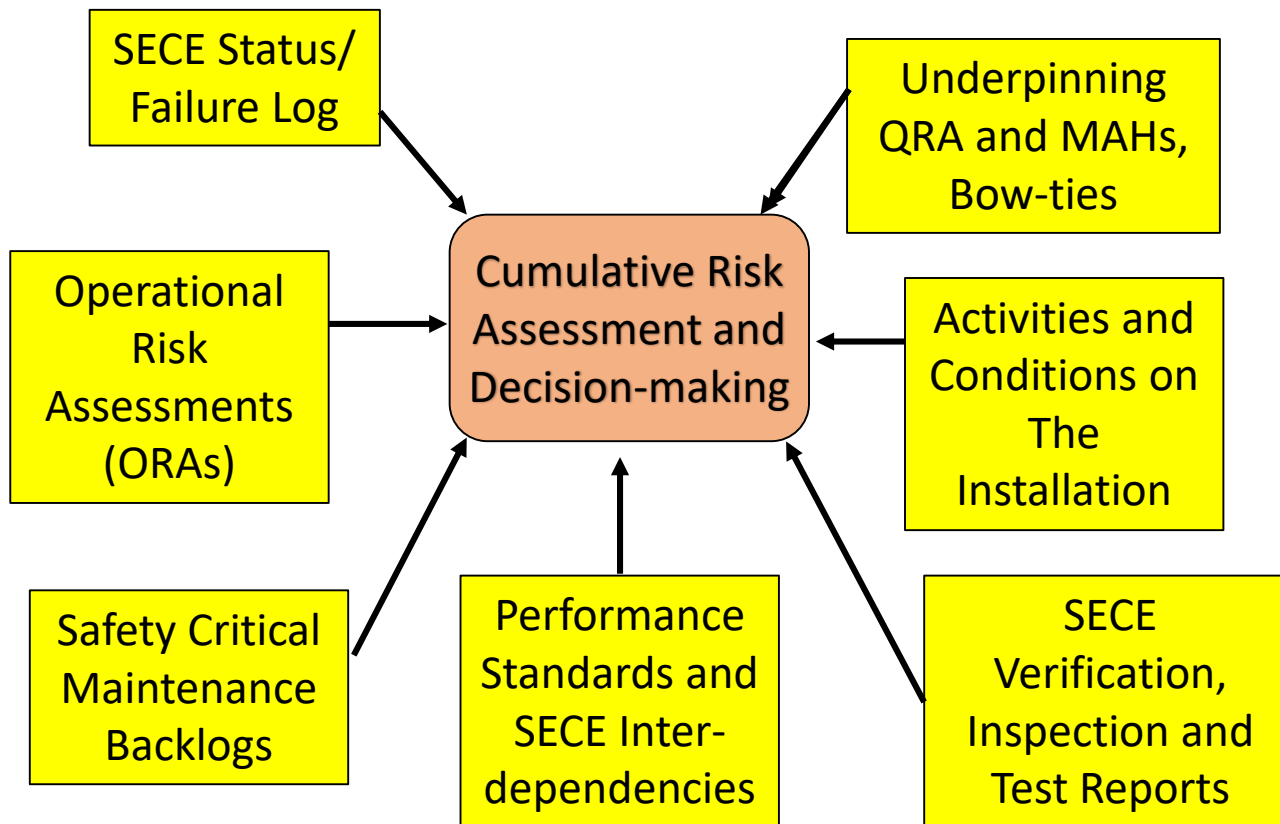 SECE Status/
Failure Log
Underpinning
QRA and MAHs,
Bow-ties
Operational
Risk
Assessments
(ORAs)
Cumulative Risk
Assessment and
Decision-making
Activities and
Conditions on
The
Installation
Safety Critical
Maintenance
Backlogs
Performance
Standards and
SECE Inter-
dependencies
SECE
Verification,
Inspection and
Test Reports